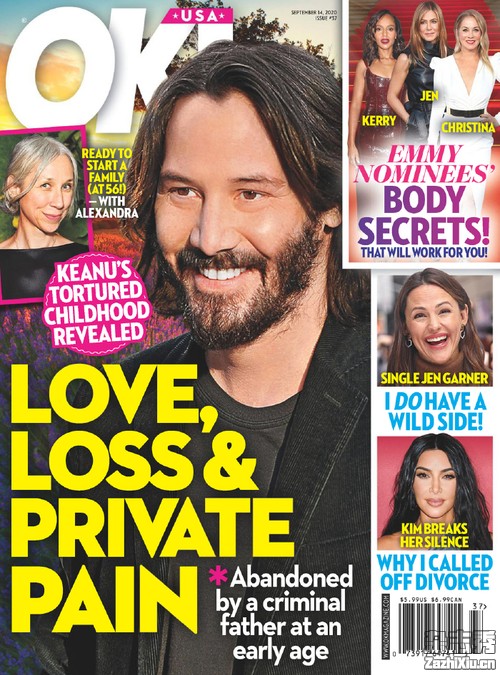 OK!
USA
SEPTEMBER 14, 2020
ISSUE #37
KERRY
JEN
CHRISTINA
EMMY
NOMINEES'
BODY
SECRETS!
THAT WILL WORK FOR YOU!
READY TO
START A
FAMILY
(AT 56!)
— WITH
ALEXANDRA
KEANU'S
TORTURED
CHILDHOOD
REVEALED
LOVE,
LOSS &
PRIVATE
PAIN
*Abandoned
by a criminal
father at an
early age
SINGLE JEN GARNER
I DO HAVE A
WILD SIDE!
KIM BREAKS
HER SILENCE
WHY I CALLED
OFF DIVORCE
$5.99US $6.99CAN
37>
WWW.OKMAGAZINE.COM
ZaZhiXiu.cn